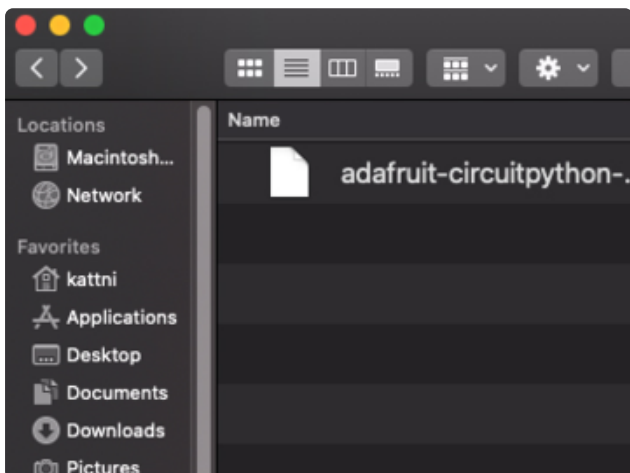 Locations
Macintosh...
Network
Favorites
kattni
Applications
Desktop
Documents
Downloads
Pictures
Name
adafruit-circuitpython-.